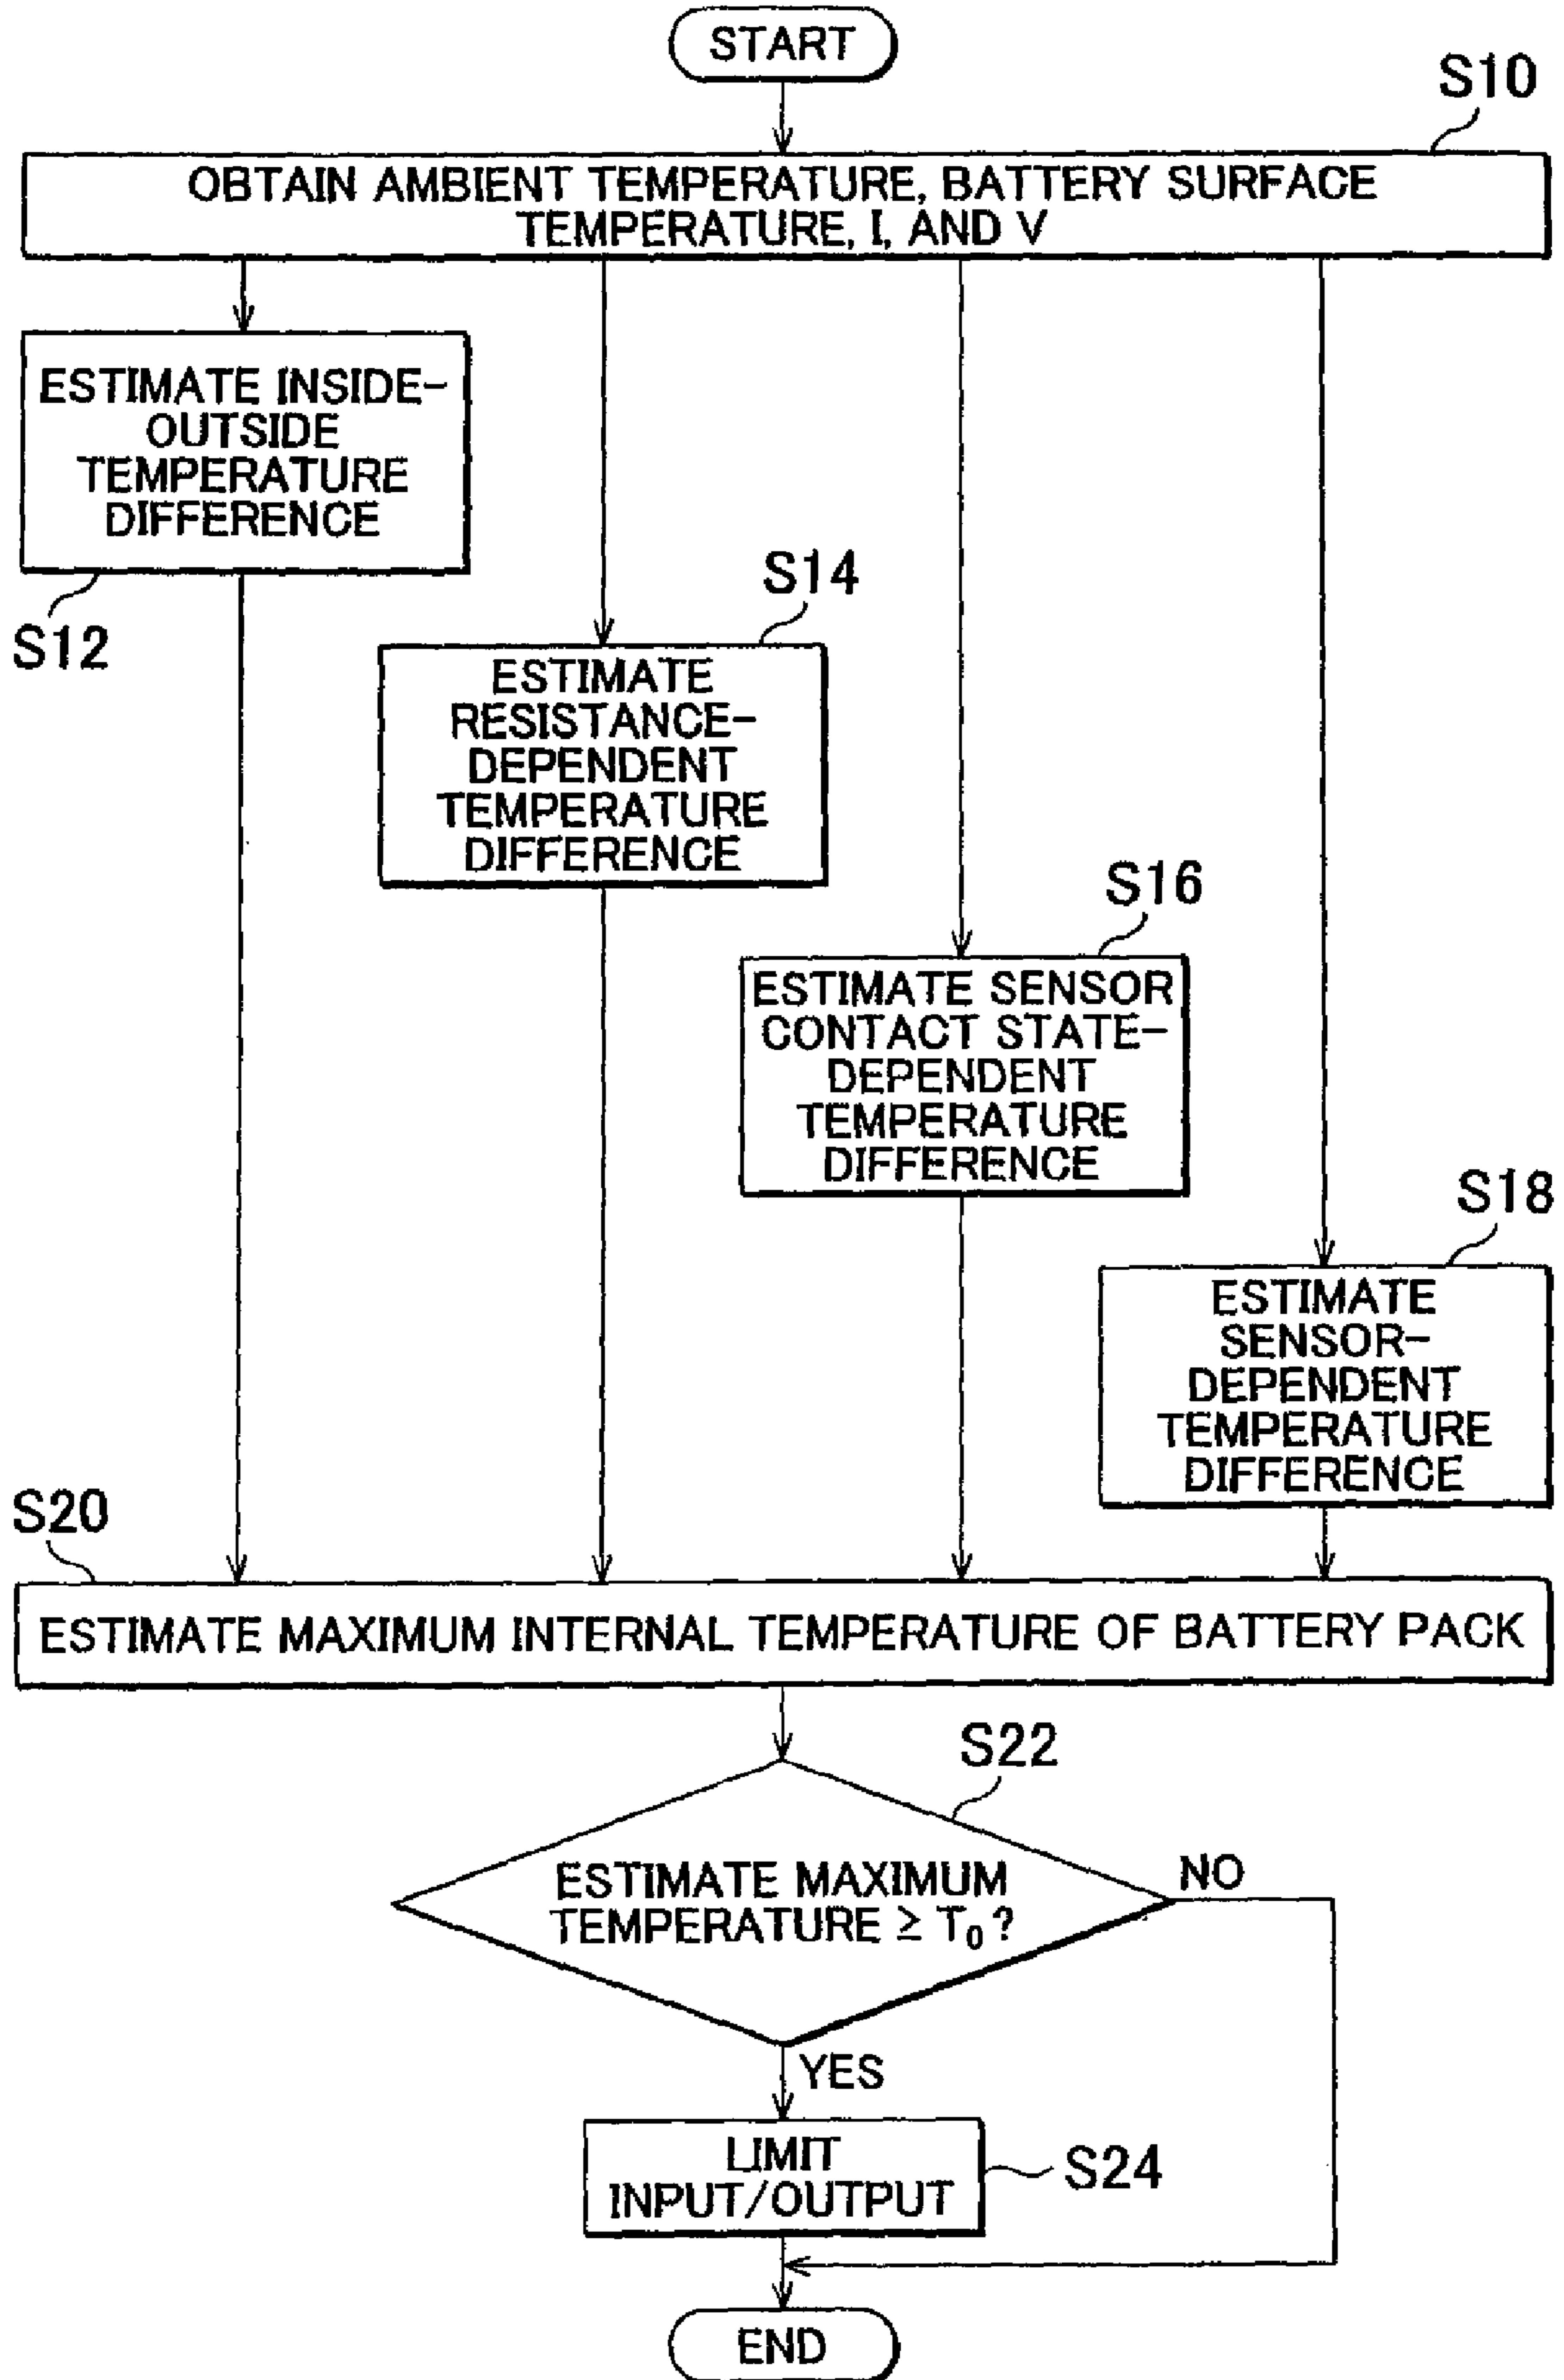 START
S10
OBTAIN AMBIENT TEMPERATURE, BATTERY SURFACE
TEMPERATURE, I, AND V
ESTIMATE INSIDE-
OUTSIDE
TEMPERATURE
DIFFERENCE
S12
S14
ESTIMATE
RESISTANCE-
DEPENDENT
TEMPERATURE
DIFFERENCE
S16
ESTIMATE SENSOR
CONTACT STATE-
DEPENDENT
TEMPERATURE
DIFFERENCE
S18
ESTIMATE
SENSOR-
DEPENDENT
TEMPERATURE
DIFFERENCE
S20
ESTIMATE MAXIMUM INTERNAL TEMPERATURE OF BATTERY PACK
S22
ESTIMATE MAXIMUM
TEMPERATURE ≥ T₀?
NO
YES
LIMIT
INPUT/OUTPUT
S24
END